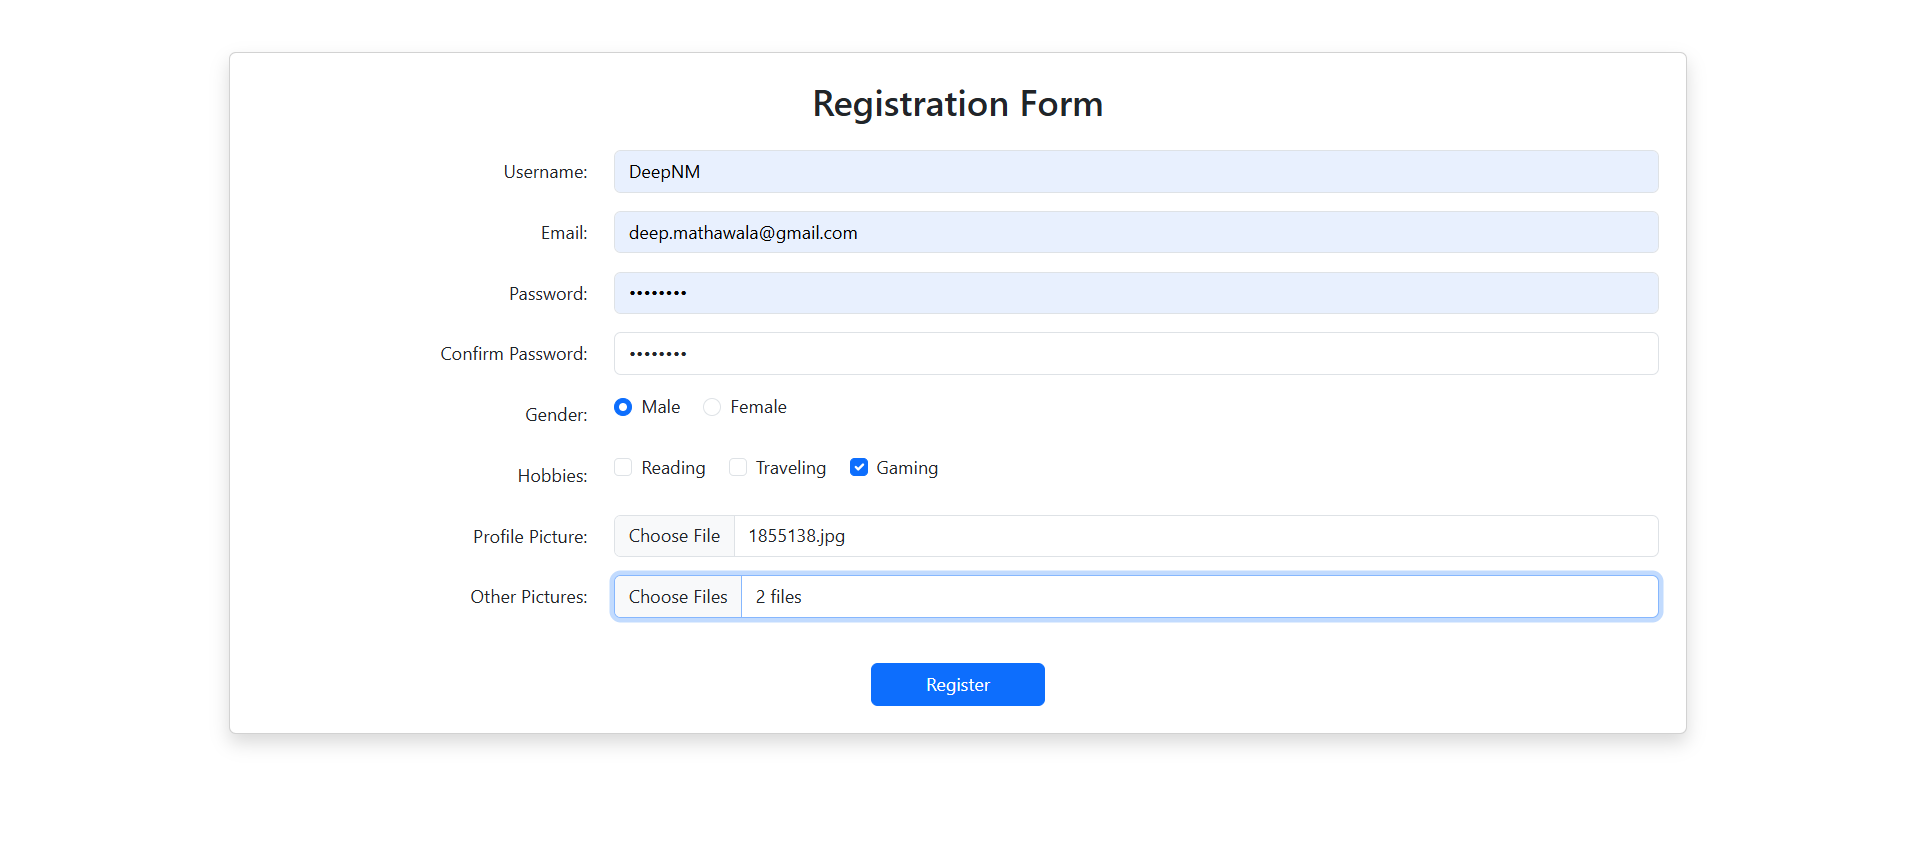 Registration Form
Username: DeepNM
Email: deep.mathawala@gmail.com
Password: ••••••••
Confirm Password: ••••••••
Gender: Male Female
Hobbies: Reading Traveling Gaming
Profile Picture: Choose File 1855138.jpg
Other Pictures: Choose Files 2 files
Register